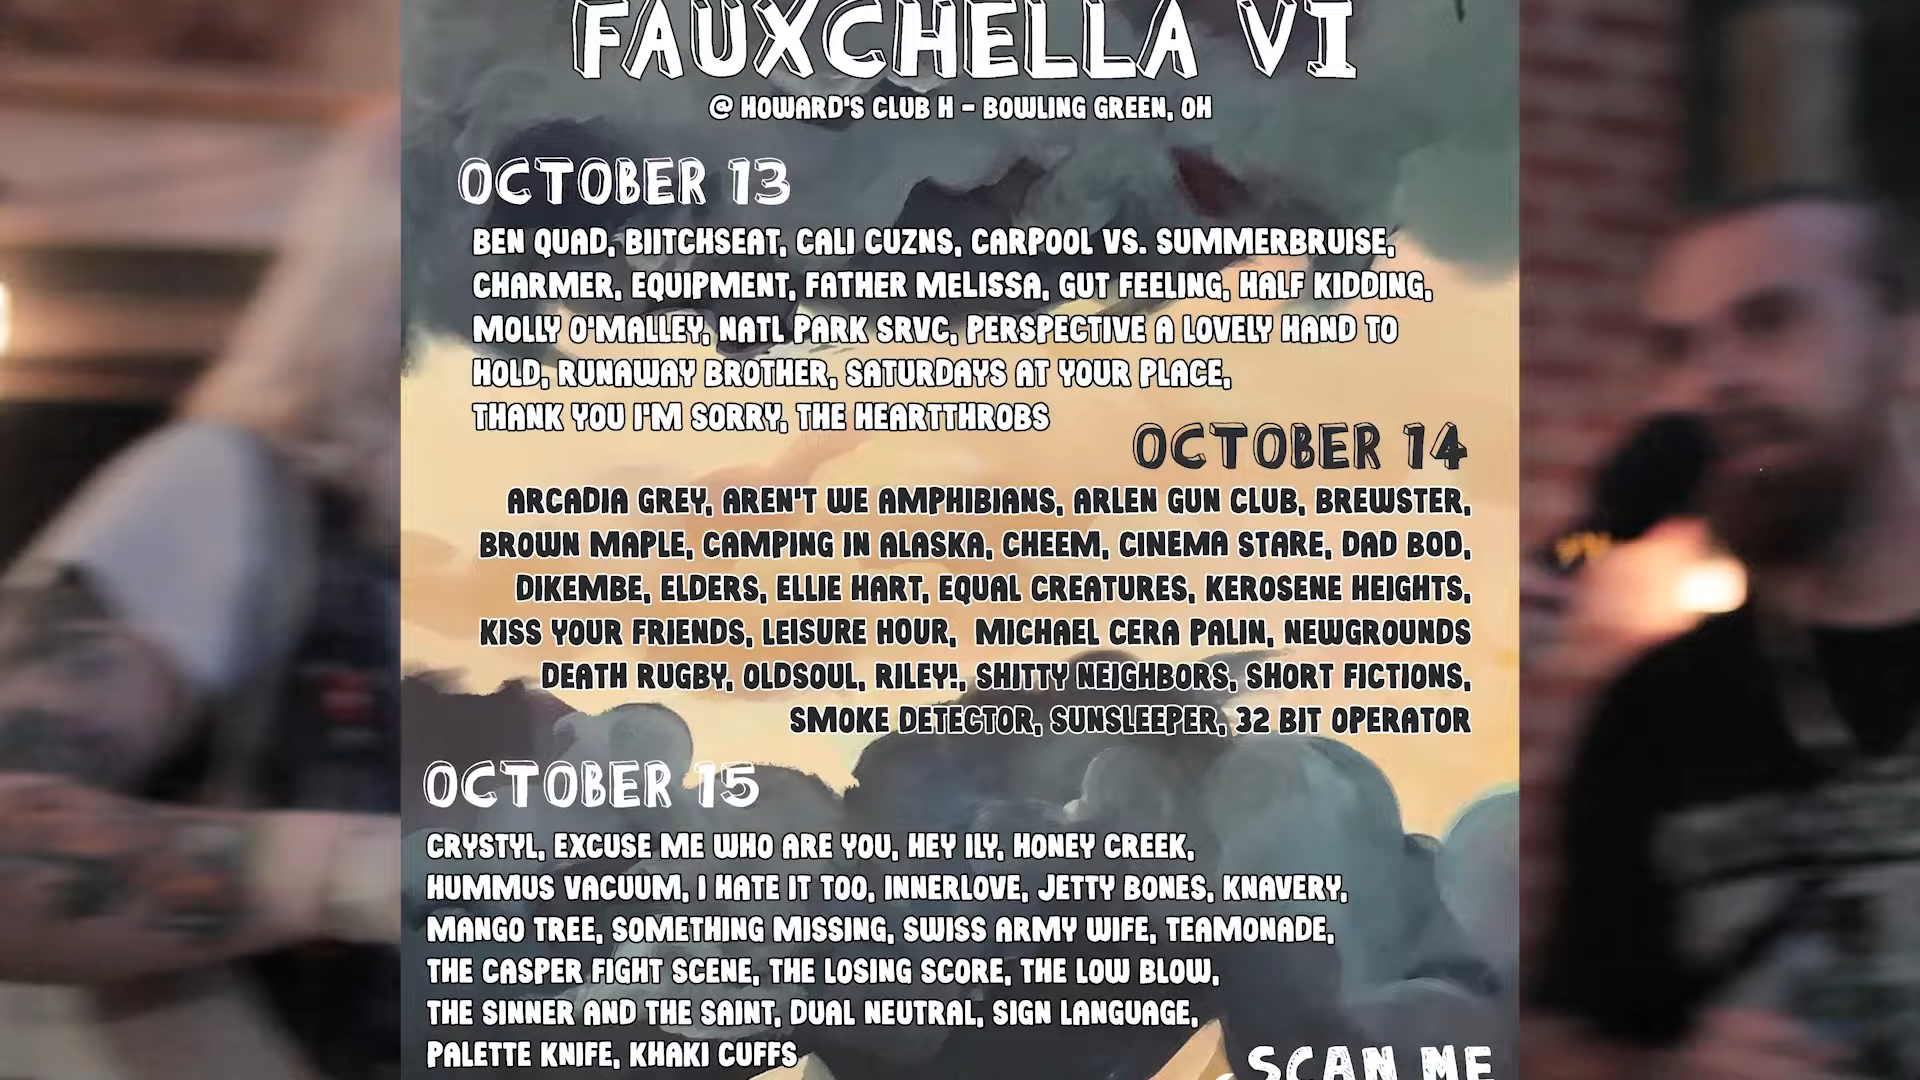 FAUXCHELLA VI
@ HOWARD'S CLUB H - BOWLING GREEN, OH
OCTOBER 13
BEN QUAD, BIITCHSEAT, CALI CUZNS, CARPOOL VS. SUMMERBRUISE,
CHARMER, EQUIPMENT, FATHER MELISSA, GUT FEELING, HALF KIDDING,
MOLLY O'MALLEY, NATL PARK SRVC, PERSPECTIVE A LOVELY HAND TO
HOLD, RUNAWAY BROTHER, SATURDAYS AT YOUR PLACE,
THANK YOU I'M SORRY, THE HEARTTHROBS
OCTOBER 14
ARCADIA GREY, AREN'T WE AMPHIBIANS, ARLEN GUN CLUB, BREWSTER,
BROWN MAPLE, CAMPING IN ALASKA, CHEEM, CINEMA STARE, DAD BOD,
DIKEMBE, ELDERS, ELLIE HART, EQUAL CREATURES, KEROSENE HEIGHTS,
KISS YOUR FRIENDS, LEISURE HOUR, MICHAEL CERA PALIN, NEWGROUNDS
DEATH RUGBY, OLDSOUL, RILEY!, SHITTY NEIGHBORS, SHORT FICTIONS,
SMOKE DETECTOR, SUNSLEEPER, 32 BIT OPERATOR
OCTOBER 15
CRYSTYL, EXCUSE ME WHO ARE YOU, HEY ILY, HONEY CREEK,
HUMMUS VACUUM, I HATE IT TOO, INNERLOVE, JETTY BONES, KNAVERY,
MANGO TREE, SOMETHING MISSING, SWISS ARMY WIFE, TEAMONADE,
THE CASPER FIGHT SCENE, THE LOSING SCORE, THE LOW BLOW,
THE SINNER AND THE SAINT, DUAL NEUTRAL, SIGN LANGUAGE,
PALETTE KNIFE, KHAKI CUFFS
SCAN ME